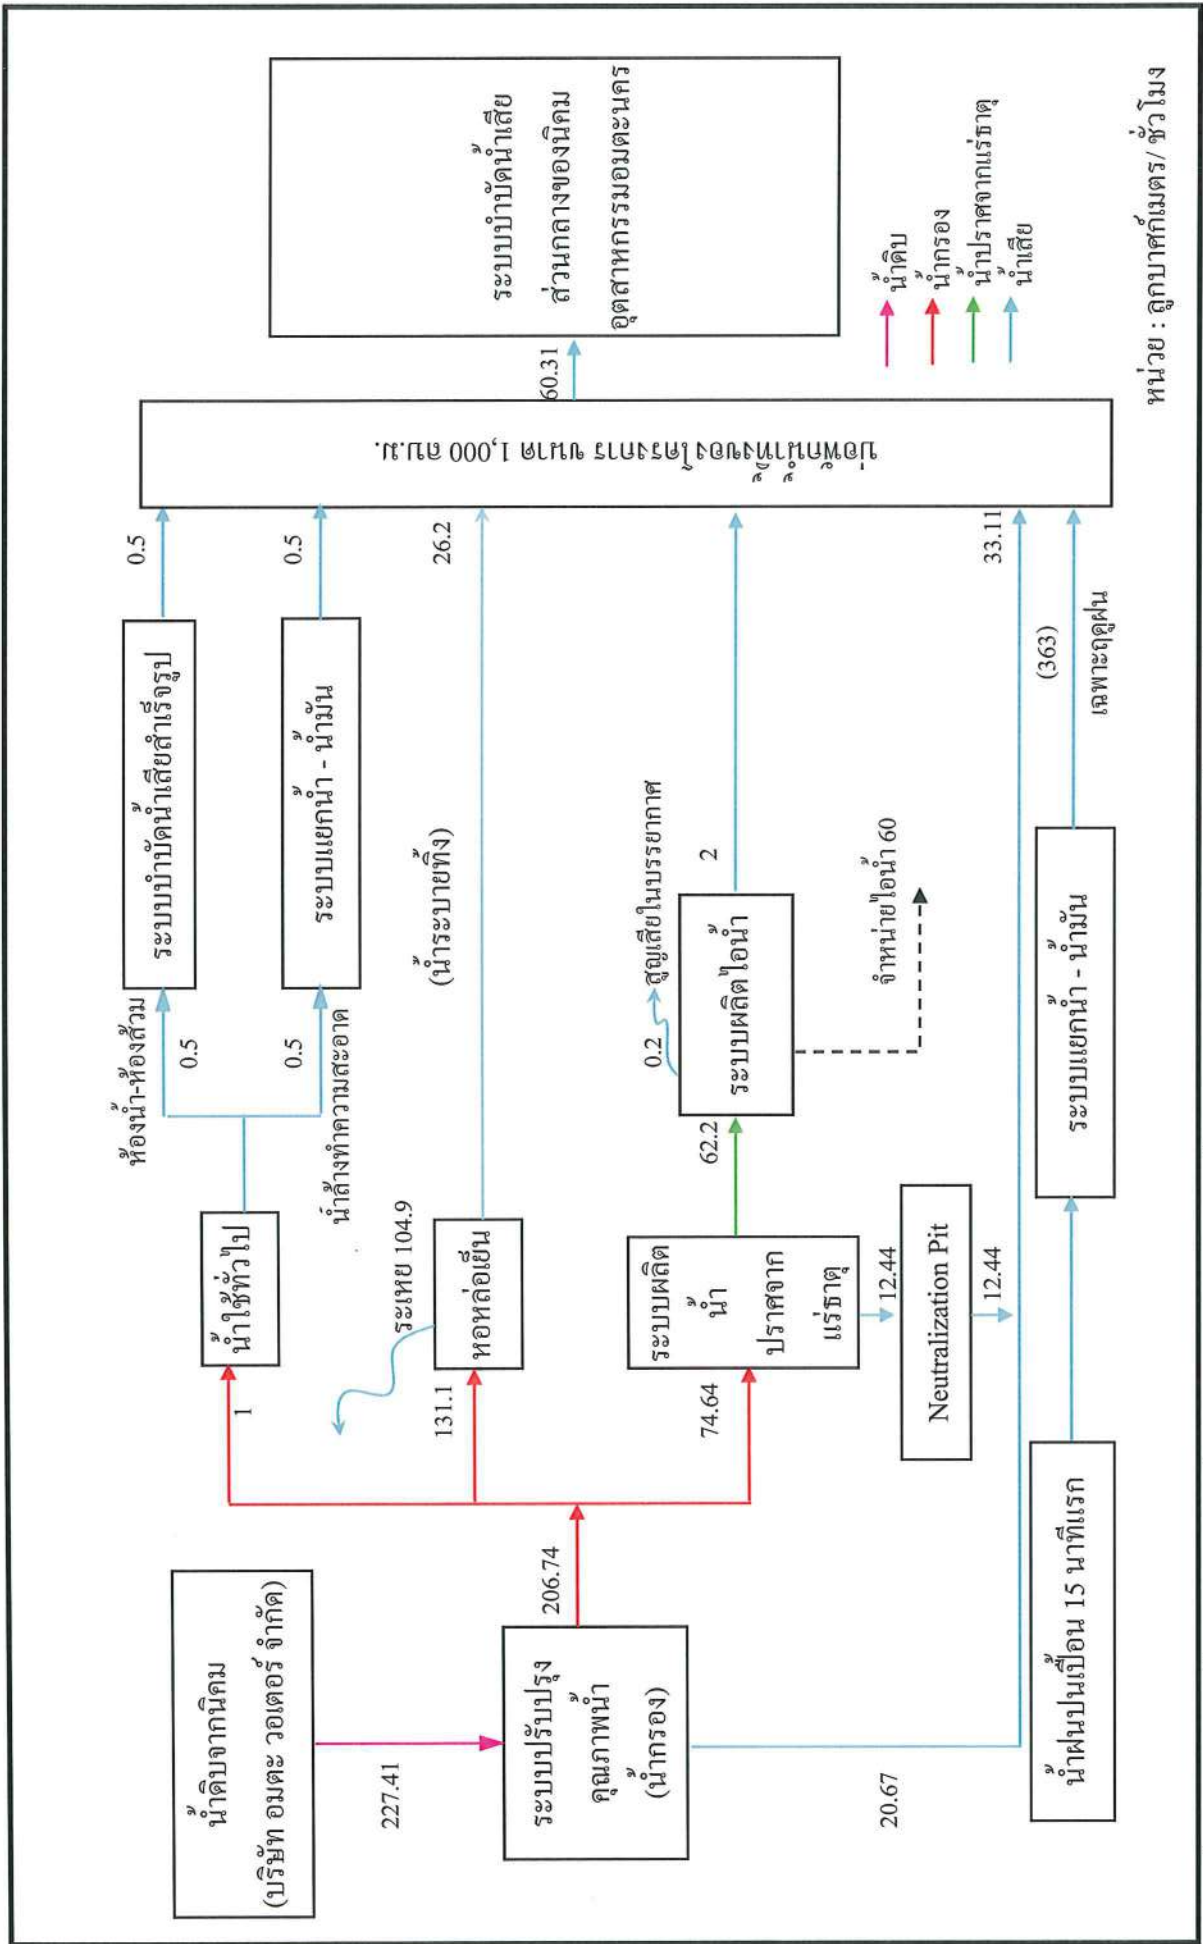 น้ำดิบจากนิคม
(บริษัท อมตะ วอเตอร์ จำกัด)
227.41
ระบบปรับปรุง
คุณภาพน้ำ
(น้ำกรอง)
206.74
20.67
1
น้ำใช้ทั่วไป
ห้องน้ำ-ห้องส้วม
0.5
ระบบบำบัดน้ำเสียสำเร็จรูป
0.5
0.5
น้ำล้างทำความสะอาด
ระบบแยกน้ำ - น้ำมัน
0.5
ระเหย 104.9
131.1
หอหล่อเย็น
(น้ำระบายทิ้ง)
26.2
74.64
ระบบผลิต
น้ำ
ปราศจาก
แร่ธาตุ
62.2
0.2
สูญเสียในบรรยากาศ
ระบบผลิตไอน้ำ
2
จำหน่ายไอน้ำ 60
12.44
Neutralization Pit
12.44
33.11
น้ำฝนปนเปื้อน 15 นาทีแรก
ระบบแยกน้ำ - น้ำมัน
(363)
เฉพาะฤดูฝน
บ่อพักน้ำทิ้งของโครงการ ขนาด 1,000 ลบ.ม.
60.31
ระบบบำบัดน้ำเสีย
ส่วนกลางของนิคม
อุตสาหกรรมอมตะนคร
น้ำดิบ
น้ำกรอง
น้ำปราศจากแร่ธาตุ
น้ำเสีย
หน่วย : ลูกบาศก์เมตร/ ชั่วโมง